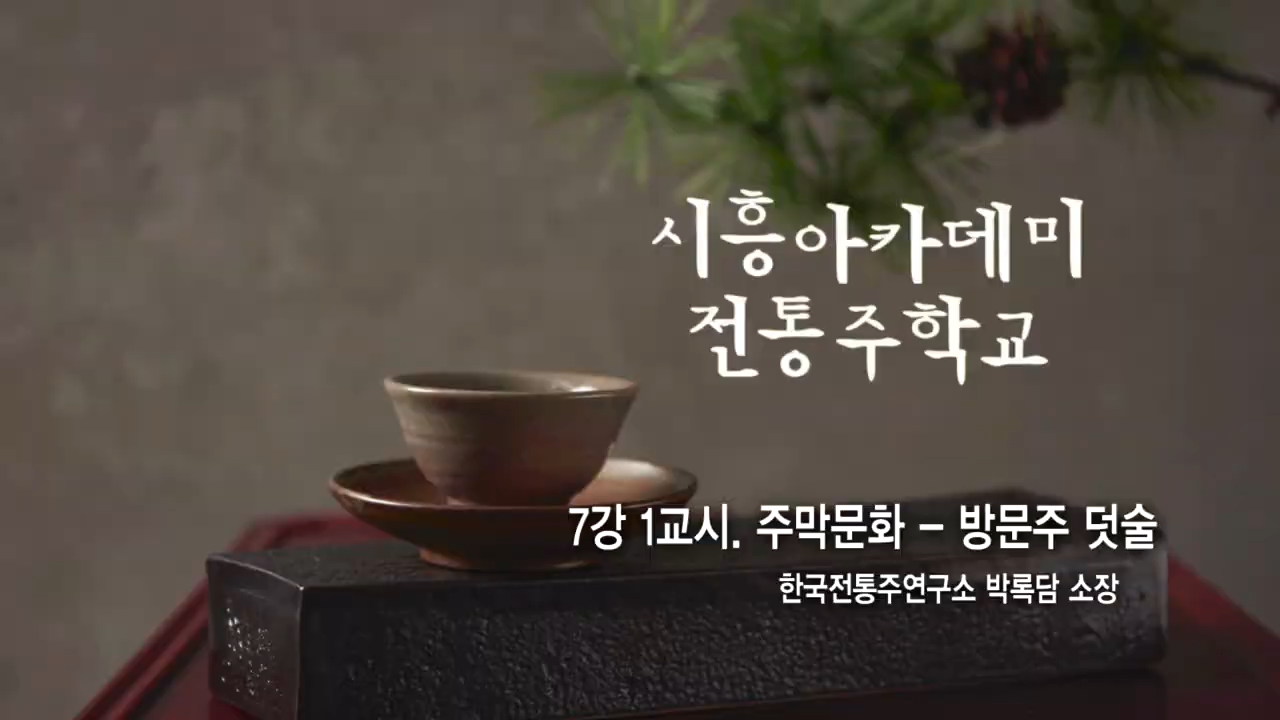 시흥아카데미
전통주학교
7강 1교시. 주막문화 - 방문주 덧술
한국전통주연구소 박록담 소장